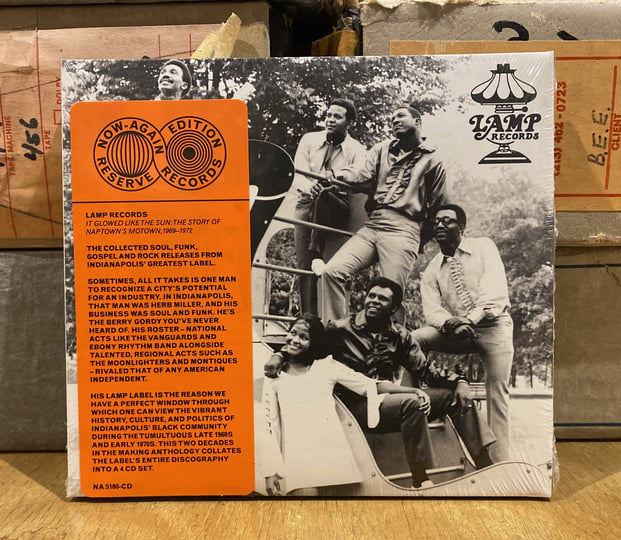 TAPE MACHINE
456
TAPE
(213) 462-0723
B.E.E.
CLIENT
LAMP
RECORDS
NOW-AGAIN
RESERVE
EDITION
RECORDS
LAMP RECORDS
IT GLOWED LIKE THE SUN: THE STORY OF
NAPTOWN'S MOTOWN, 1969–1972
THE COLLECTED SOUL, FUNK,
GOSPEL AND ROCK RELEASES FROM
INDIANAPOLIS' GREATEST LABEL.
SOMETIMES, ALL IT TAKES IS ONE MAN
TO RECOGNIZE A CITY'S POTENTIAL
FOR AN INDUSTRY. IN INDIANAPOLIS,
THAT MAN WAS HERB MILLER, AND HIS
BUSINESS WAS SOUL AND FUNK. HE'S
THE BERRY GORDY YOU'VE NEVER
HEARD OF. HIS ROSTER – NATIONAL
ACTS LIKE THE VANGUARDS AND
EBONY RHYTHM BAND ALONGSIDE
TALENTED, REGIONAL ACTS SUCH AS
THE MOONLIGHTERS AND MONTIQUES
– RIVALED THAT OF ANY AMERICAN
INDEPENDENT.
HIS LAMP LABEL IS THE REASON WE
HAVE A PERFECT WINDOW THROUGH
WHICH ONE CAN VIEW THE VIBRANT
HISTORY, CULTURE, AND POLITICS OF
INDIANAPOLIS' BLACK COMMUNITY
DURING THE TUMULTUOUS LATE 1960S
AND EARLY 1970S. THIS TWO DECADES
IN THE MAKING ANTHOLOGY COLLATES
THE LABEL'S ENTIRE DISCOGRAPHY
INTO A 4 CD SET.
NA 5180-CD